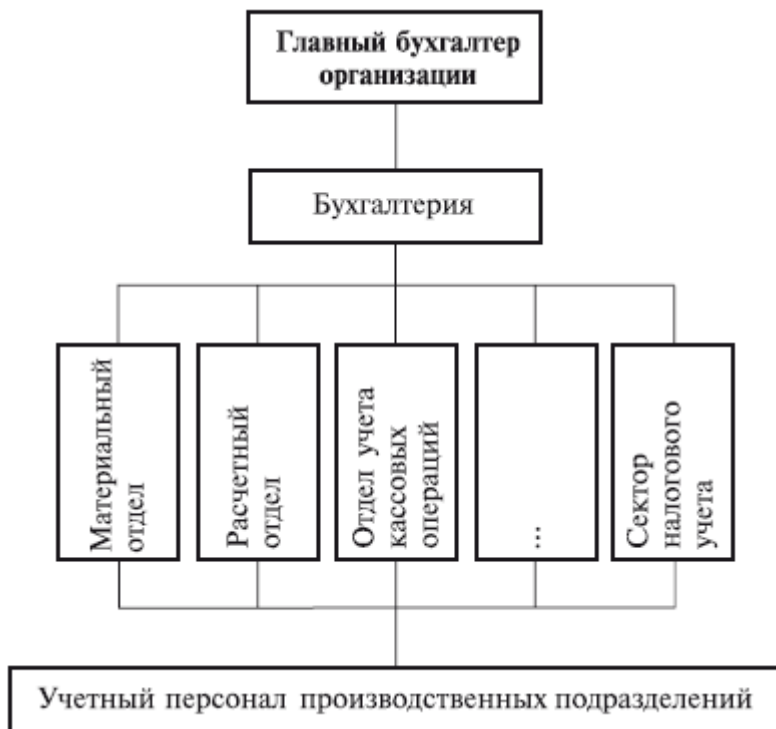 Главный бухгалтер
организации
Бухгалтерия
Материальный
отдел
Расчетный
отдел
Отдел учета
кассовых
операций
...
Сектор
налогового
учета
Учетный персонал производственных подразделений